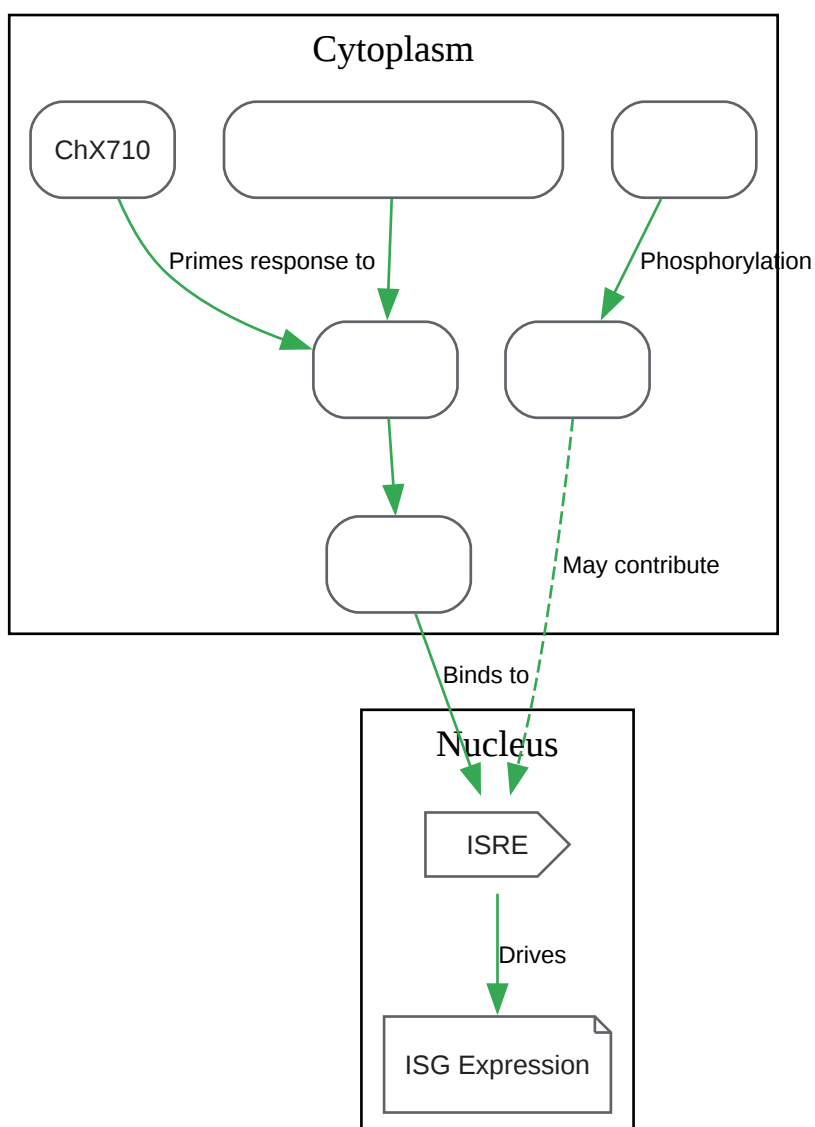 Cytoplasm
ChX710
Primes response to
Phosphorylation
May contribute
Binds to
Nucleus
ISRE
Drives
ISG Expression